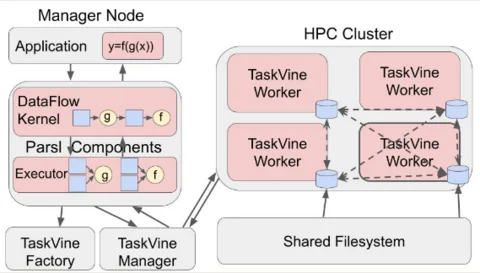 Manager Node
Application
y=f(g(x))
DataFlow
Kernel
g
f
Parsl Components
Executor
g
f
TaskVine
Factory
TaskVine
Manager
HPC Cluster
TaskVine
Worker
TaskVine
Worker
TaskVine
Worker
TaskVine
Worker
Shared Filesystem